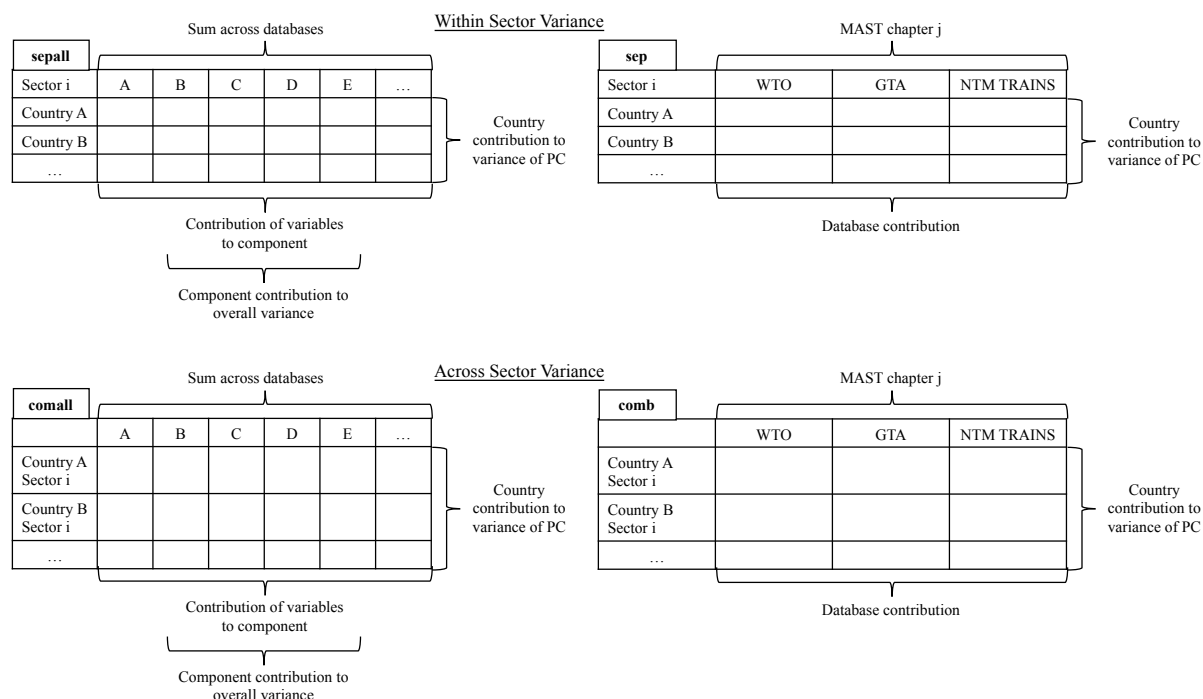 Within Sector Variance
Sum across databases
sepall
Sector i A B C D E …
Country A
Country B
…
Country
contribution to
variance of PC
Contribution of variables
to component
Component contribution to
overall variance
MAST chapter j
sep
Sector i WTO GTA NTM TRAINS
Country A
Country B
…
Country
contribution to
variance of PC
Database contribution
Across Sector Variance
Sum across databases
comall
A B C D E …
Country A
Sector i
Country B
Sector i
…
Country
contribution to
variance of PC
Contribution of variables
to component
Component contribution to
overall variance
MAST chapter j
comb
WTO GTA NTM TRAINS
Country A
Sector i
Country B
Sector i
…
Country
contribution to
variance of PC
Database contribution